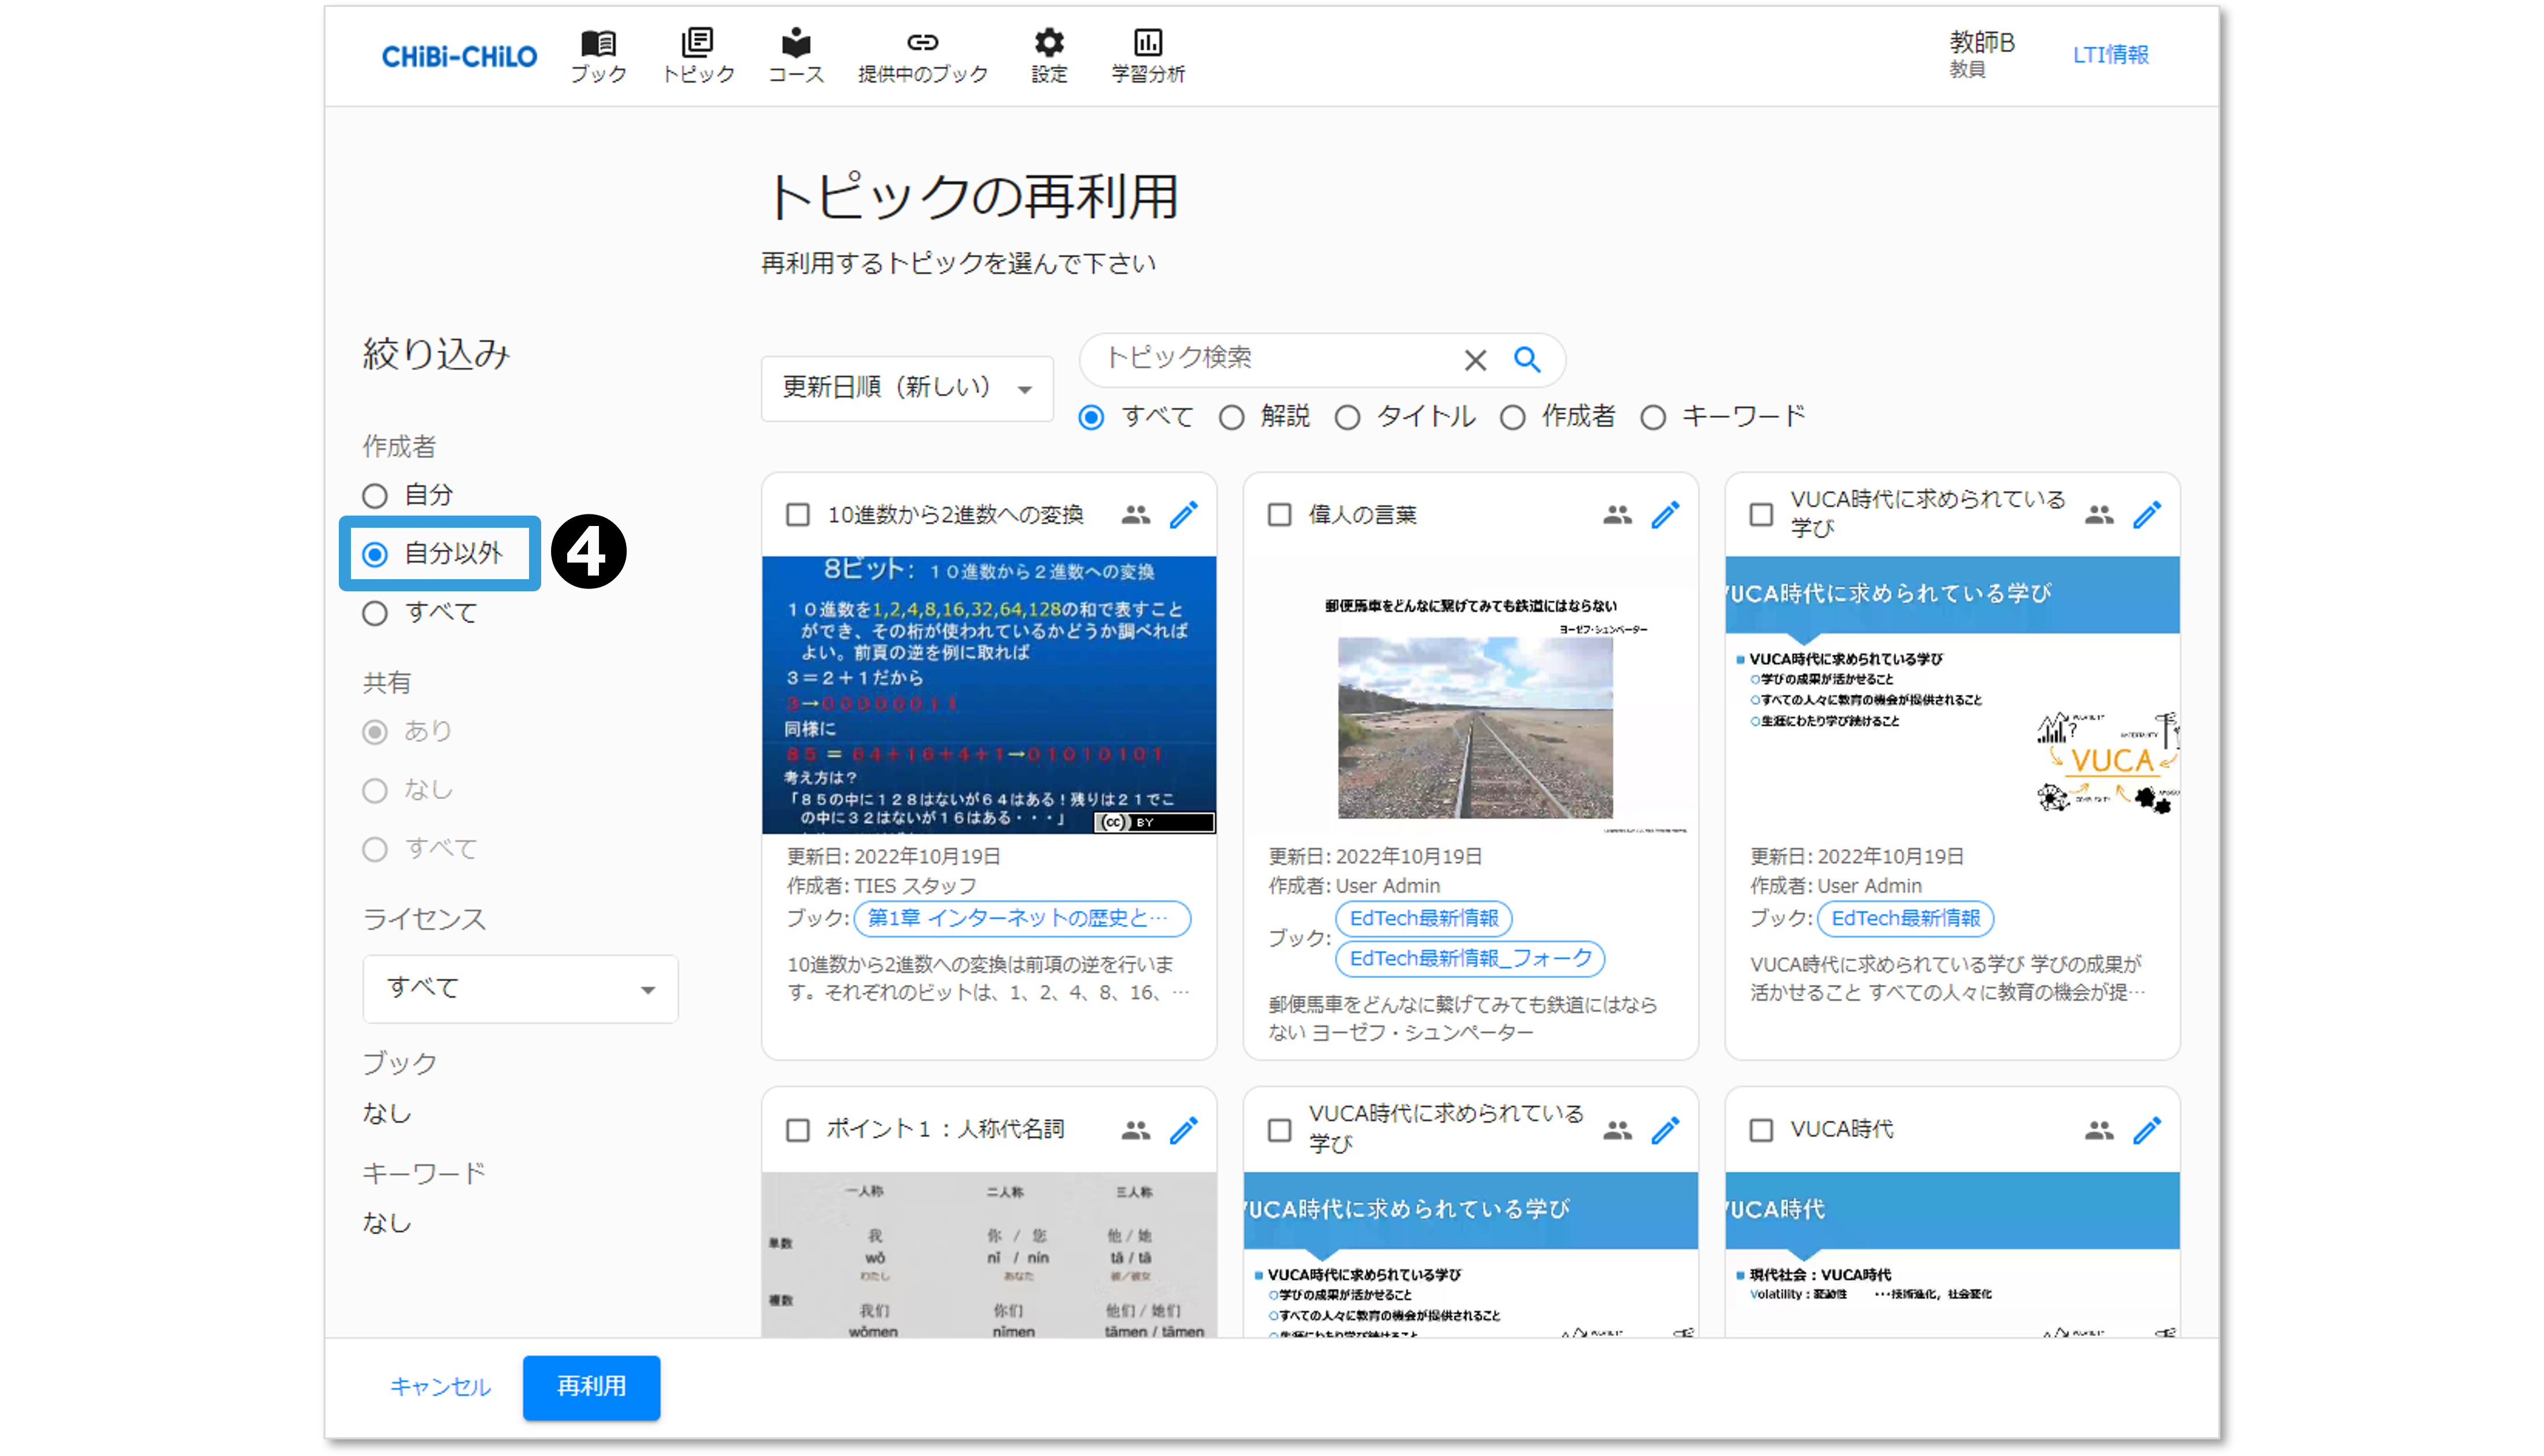 CHiBi-CHiLO
ブック
トピック
コース
提供中のブック
設定
学習分析
教師B
教員
LTI情報
トピックの再利用
再利用するトピックを選んで下さい
絞り込み
作成者
自分
自分以外
4
すべて
共有
あり
なし
すべて
ライセンス
すべて
ブック
なし
キーワード
なし
更新日順（新しい）
トピック検索
すべて
解説
タイトル
作成者
キーワード
10進数から2進数への変換
8ビット：１０進数から２進数への変換
１０進数を1,2,4,8,16,32,64,128の和で表すこと
ができ、その桁が使われているかどうか調べれば
よい。前頁の逆を例に取れば
３＝２＋１だから
３→００００００１１
同様に
８５ ＝ ６４＋１６＋４＋１→０１０１０１０１
考え方は？
「８５の中に１２８はないが６４はある！残りは２１でこ
の中に３２はないが１６はある・・・」
(cc) BY
更新日: 2022年10月19日
作成者: TIES スタッフ
ブック: 第1章 インターネットの歴史と…
10進数から2進数への変換は前項の逆を行いま
す。それぞれのビットは、1、2、4、8、16、…
偉人の言葉
郵便馬車をどんなに繋げてみても鉄道にはならない
ヨーゼフ・シュンペーター
更新日: 2022年10月19日
作成者: User Admin
ブック:
EdTech最新情報
EdTech最新情報_フォーク
郵便馬車をどんなに繋げてみても鉄道にはなら
ない ヨーゼフ・シュンペーター
VUCA時代に求められている
学び
VUCA時代に求められている学び
VUCA時代に求められている学び
学びの成果が活かせること
すべての人々に教育の機会が提供されること
生涯にわたり学び続けること
VUCA
更新日: 2022年10月19日
作成者: User Admin
ブック: EdTech最新情報
VUCA時代に求められている学び 学びの成果が
活かせること すべての人々に教育の機会が提…
ポイント１：人称代名詞
一人称 二人称 三人称
単数
我 你 / 您 他 / 她
wǒ nǐ / nín tā / tā
わたし あなた 彼／彼女
複数
我们 你们 他们 / 她们
wǒmen nǐmen tāmen / tāmen
VUCA時代に求められている
学び
VUCA時代に求められている学び
VUCA時代に求められている学び
学びの成果が活かせること
すべての人々に教育の機会が提供されること
生涯にわたり学び続けること
VUCA時代
VUCA時代
現代社会：VUCA時代
Volatility：変動性 ･･･技術進化，社会変化
キャンセル
再利用